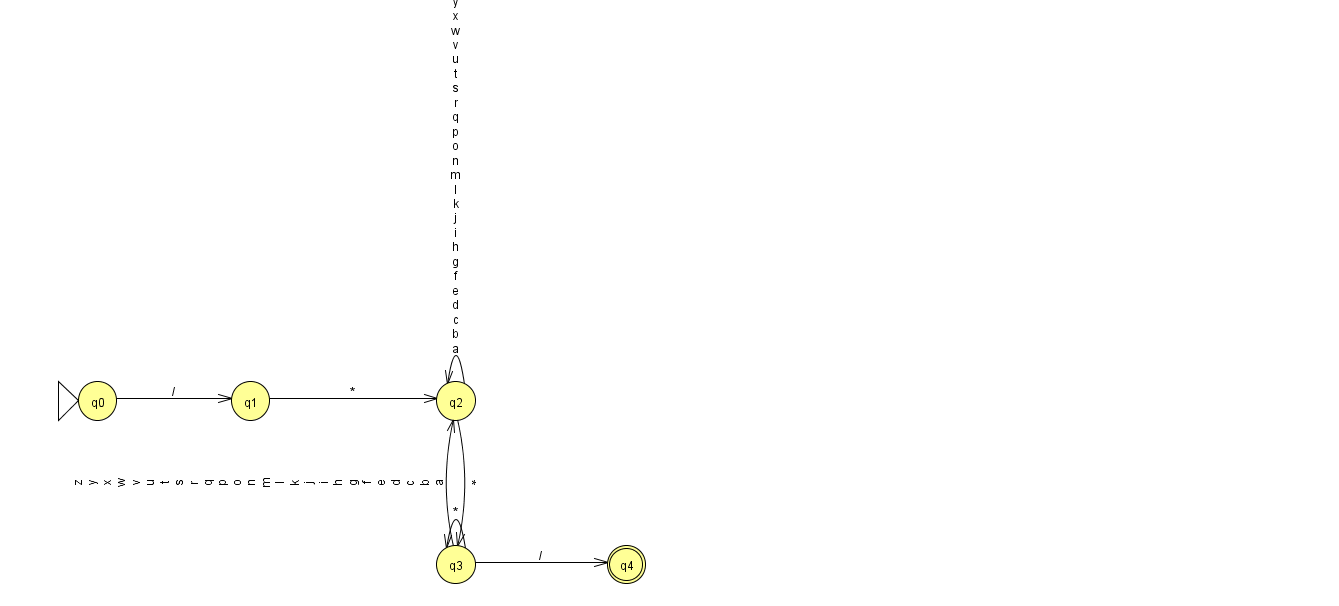 y
x
w
v
u
t
s
r
q
p
o
n
m
l
k
j
i
h
g
f
e
d
c
b
a
q0
/
q1
*
q2
z y x w v u t s r q p o n m l k j i h g f e d c b a
*
*
q3
/
q4